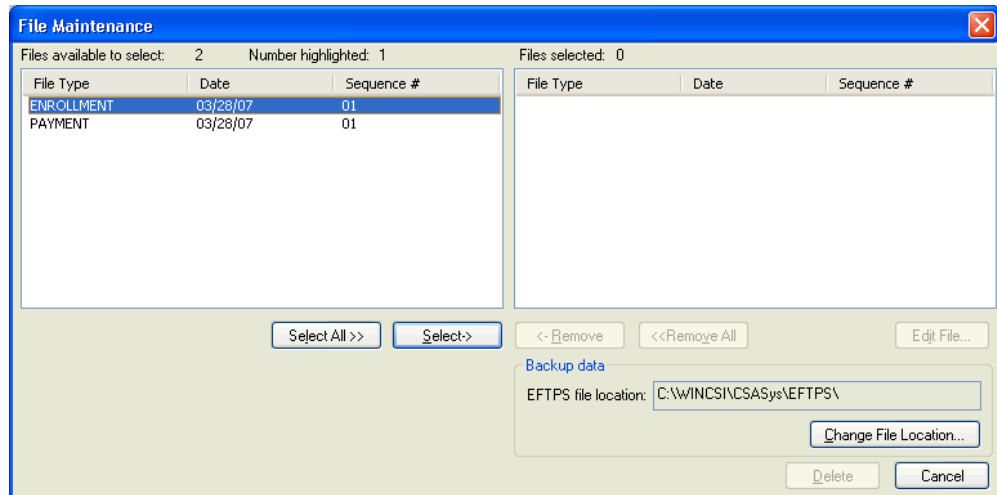 File Maintenance
Files available to select: 2 Number highlighted: 1
File Type Date Sequence #
ENROLLMENT 03/28/07 01
PAYMENT 03/28/07 01
Select All >>
Select->
Files selected: 0
File Type Date Sequence #
<- Remove
<<Remove All
Edit File...
Backup data
EFTPS file location: C:\WINCSI\CSASys\EFTPS\
Change File Location...
Delete
Cancel